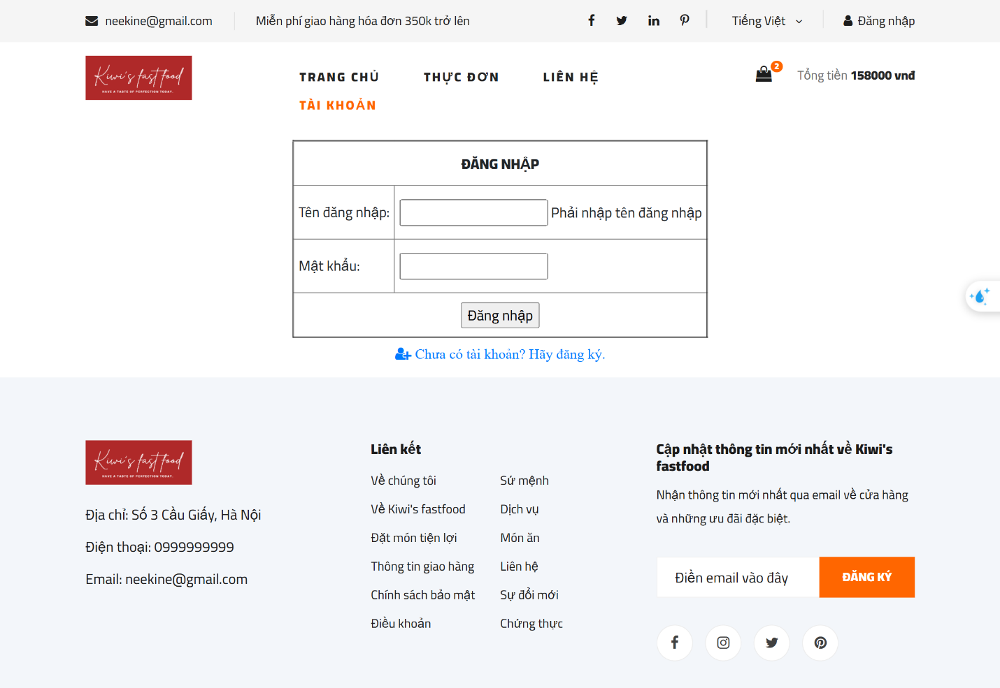 neekine@gmail.com
Miễn phí giao hàng hóa đơn 350k trở lên
Tiếng Việt
Đăng nhập
Kiwi's fast food
HAVE A TASTE OF PERFECTION TODAY.
TRANG CHỦ
THỰC ĐƠN
LIÊN HỆ
TÀI KHOẢN
2
Tổng tiền 158000 vnđ
ĐĂNG NHẬP
Tên đăng nhập:
Phải nhập tên đăng nhập
Mật khẩu:
Đăng nhập
Chưa có tài khoản? Hãy đăng ký.
Kiwi's fast food
HAVE A TASTE OF PERFECTION TODAY.
Địa chỉ: Số 3 Cầu Giấy, Hà Nội
Điện thoại: 0999999999
Email: neekine@gmail.com
Liên kết
Về chúng tôi
Về Kiwi's fastfood
Đặt món tiện lợi
Thông tin giao hàng
Chính sách bảo mật
Điều khoản
Sứ mệnh
Dịch vụ
Món ăn
Liên hệ
Sự đổi mới
Chứng thực
Cập nhật thông tin mới nhất về Kiwi's
fastfood
Nhận thông tin mới nhất qua email về cửa hàng
và những ưu đãi đặc biệt.
Điền email vào đây
ĐĂNG KÝ